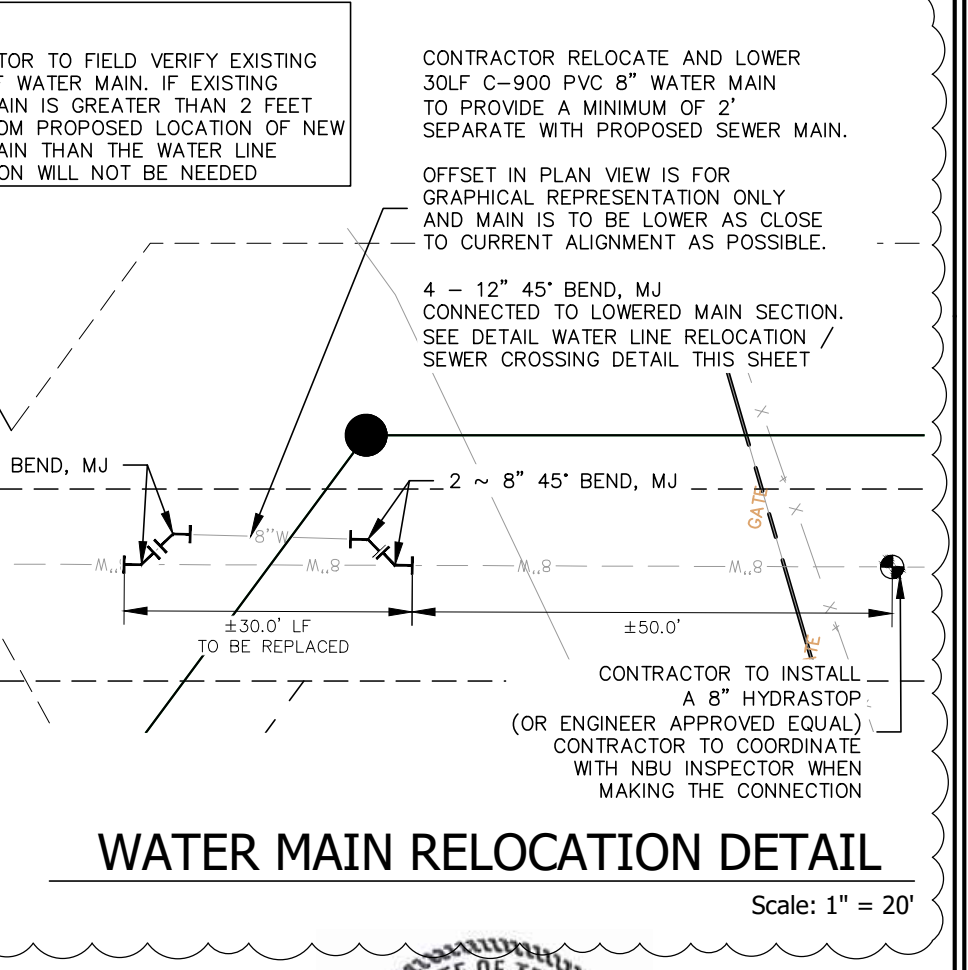 TOR TO FIELD VERIFY EXISTING
WATER MAIN. IF EXISTING
AIN IS GREATER THAN 2 FEET
OM PROPOSED LOCATION OF NEW
AIN THAN THE WATER LINE
ON WILL NOT BE NEEDED
CONTRACTOR RELOCATE AND LOWER
30LF C-900 PVC 8" WATER MAIN
TO PROVIDE A MINIMUM OF 2'
SEPARATE WITH PROPOSED SEWER MAIN.
OFFSET IN PLAN VIEW IS FOR
GRAPHICAL REPRESENTATION ONLY
AND MAIN IS TO BE LOWER AS CLOSE
TO CURRENT ALIGNMENT AS POSSIBLE.
4 - 12" 45° BEND, MJ
CONNECTED TO LOWERED MAIN SECTION.
SEE DETAIL WATER LINE RELOCATION /
SEWER CROSSING DETAIL THIS SHEET
BEND, MJ
2 ~ 8" 45° BEND, MJ
GATE
8"W
8"W
8"W
8"W
8"W
±30.0' LF
TO BE REPLACED
±50.0'
TE
CONTRACTOR TO INSTALL
A 8" HYDRASTOP
(OR ENGINEER APPROVED EQUAL)
CONTRACTOR TO COORDINATE
WITH NBU INSPECTOR WHEN
MAKING THE CONNECTION
WATER MAIN RELOCATION DETAIL
Scale: 1" = 20'